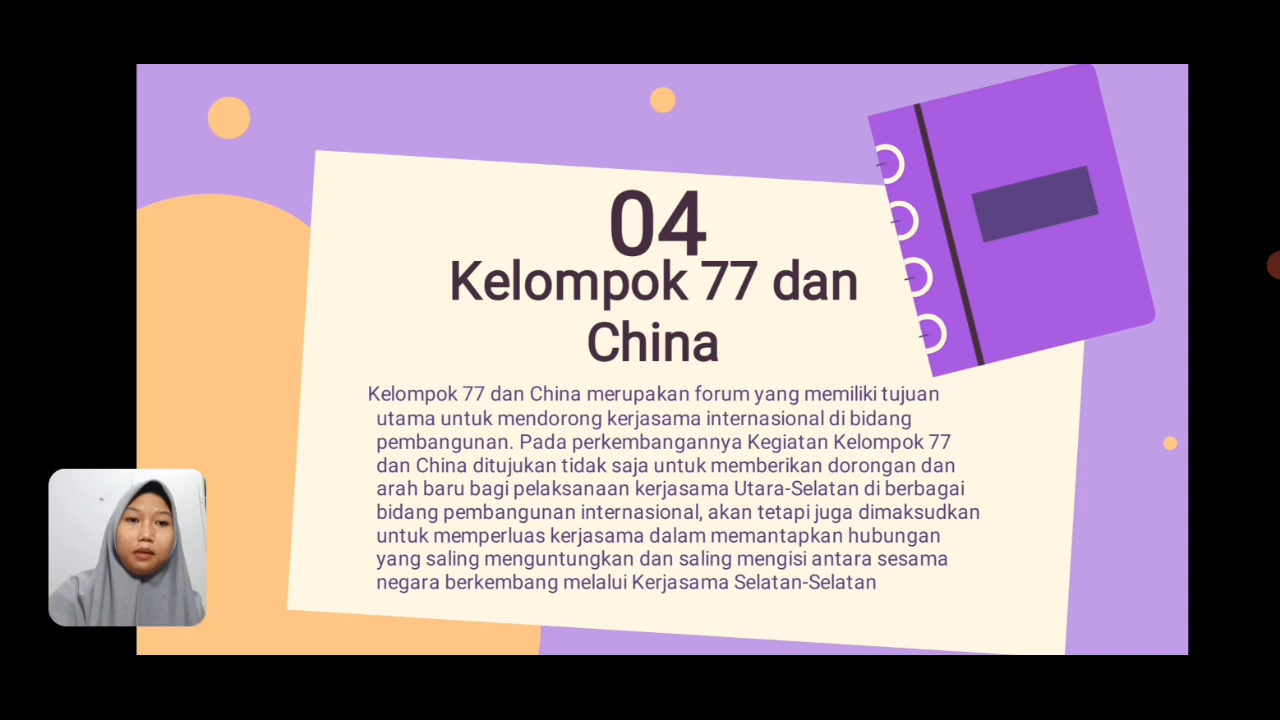 04
Kelompok 77 dan
China
Kelompok 77 dan China merupakan forum yang memiliki tujuan
utama untuk mendorong kerjasama internasional di bidang
pembangunan. Pada perkembangannya Kegiatan Kelompok 77
dan China ditujukan tidak saja untuk memberikan dorongan dan
arah baru bagi pelaksanaan kerjasama Utara-Selatan di berbagai
bidang pembangunan internasional, akan tetapi juga dimaksudkan
untuk memperluas kerjasama dalam memantapkan hubungan
yang saling menguntungkan dan saling mengisi antara sesama
negara berkembang melalui Kerjasama Selatan-Selatan